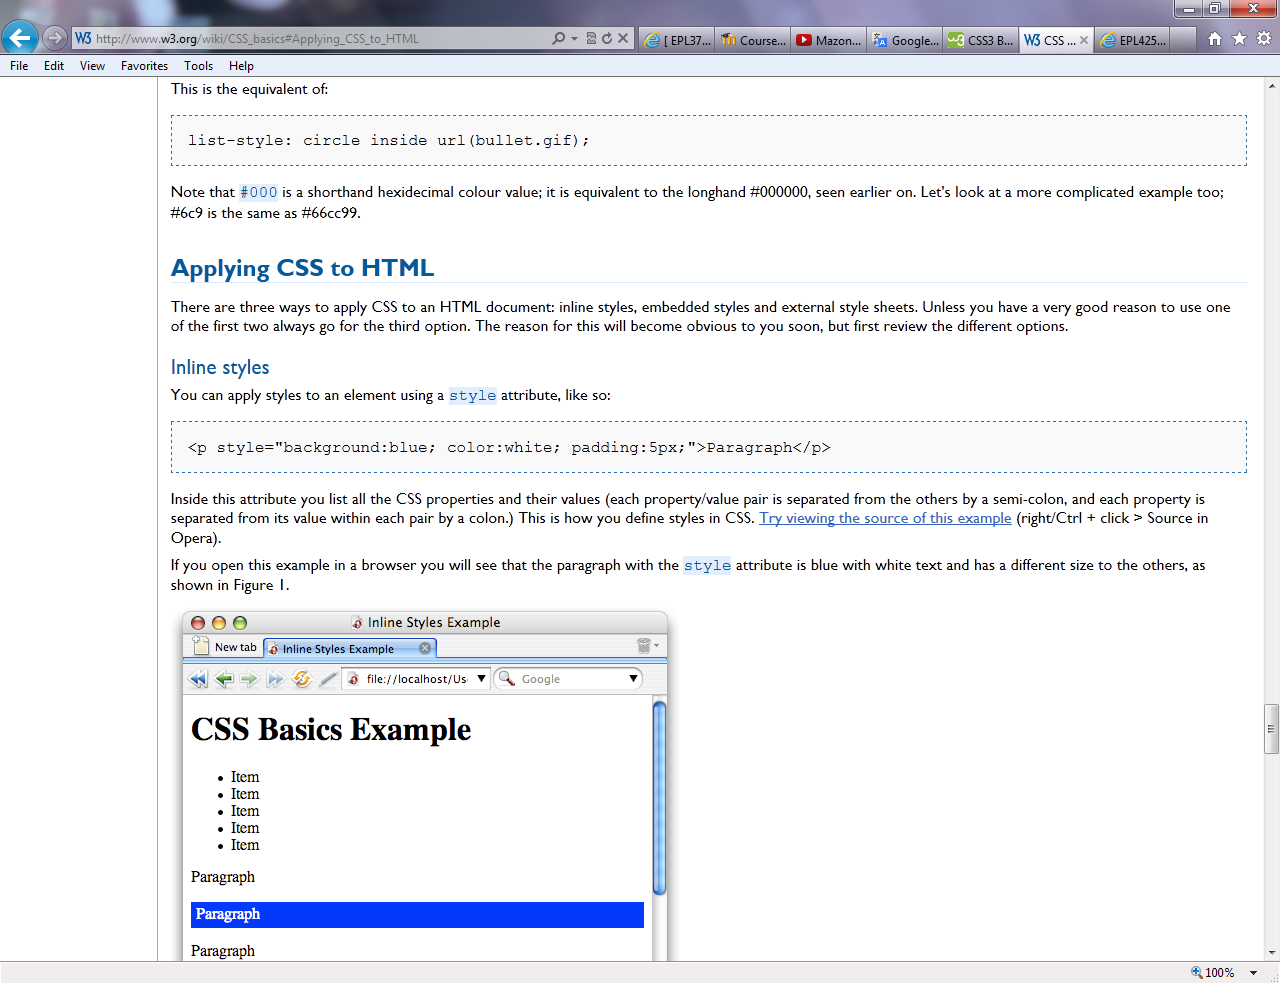 http://www.w3.org/wiki/CSS_basics#Applying_CSS_to_HTML
[ EPL37...
Course...
Mazon...
Google...
CSS3 B...
W3 CSS ...
EPL425...
File Edit View Favorites Tools Help
This is the equivalent of:
list-style: circle inside url(bullet.gif);
Note that #000 is a shorthand hexidecimal colour value; it is equivalent to the longhand #000000, seen earlier on. Let's look at a more complicated example too;
#6c9 is the same as #66cc99.
Applying CSS to HTML
There are three ways to apply CSS to an HTML document: inline styles, embedded styles and external style sheets. Unless you have a very good reason to use one
of the first two always go for the third option. The reason for this will become obvious to you soon, but first review the different options.
Inline styles
You can apply styles to an element using a style attribute, like so:
<p style="background:blue; color:white; padding:5px;">Paragraph</p>
Inside this attribute you list all the CSS properties and their values (each property/value pair is separated from the others by a semi-colon, and each property is
separated from its value within each pair by a colon.) This is how you define styles in CSS. Try viewing the source of this example (right/Ctrl + click > Source in
Opera).
If you open this example in a browser you will see that the paragraph with the style attribute is blue with white text and has a different size to the others, as
shown in Figure 1.
Inline Styles Example
New tab Inline Styles Example
file://localhost/Us Google
CSS Basics Example
• Item
• Item
• Item
• Item
• Item
Paragraph
Paragraph
Paragraph
100%